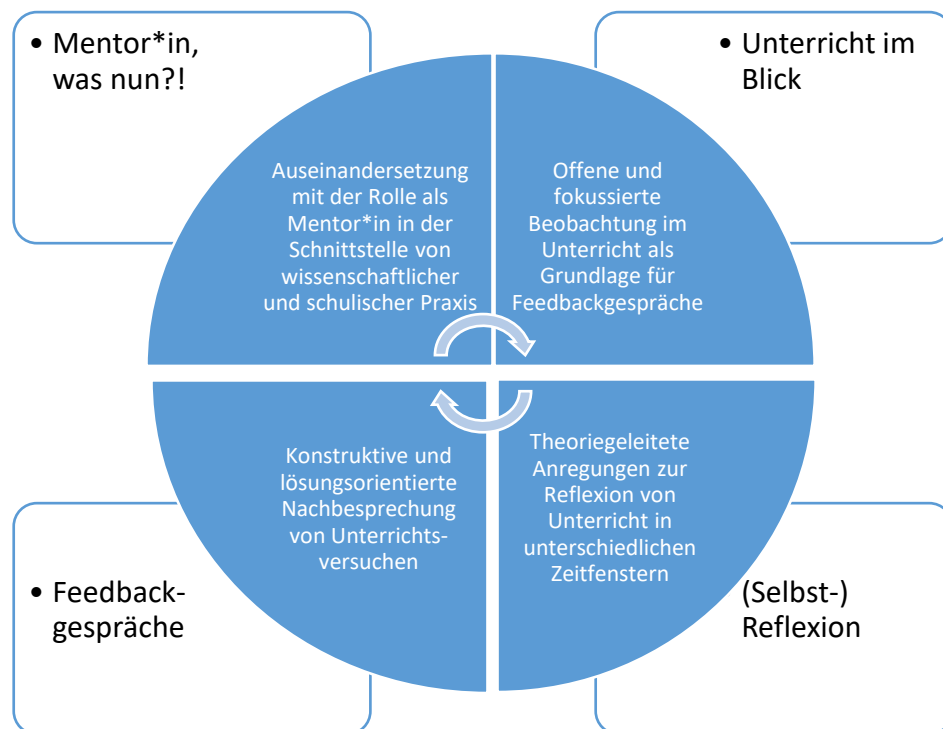 • Mentor*in,
was nun?!
• Unterricht im
Blick
Auseinandersetzung
mit der Rolle als
Mentor*in in der
Schnittstelle von
wissenschaftlicher
und schulischer Praxis
Offene und
fokussierte
Beobachtung im
Unterricht als
Grundlage für
Feedbackgespräche
Konstruktive und
lösungsorientierte
Nachbesprechung
von Unterrichts-
versuchen
Theoriegeleitete
Anregungen zur
Reflexion von
Unterricht in
unterschiedlichen
Zeitfenstern
• Feedback-
gespräche
(Selbst-)
Reflexion